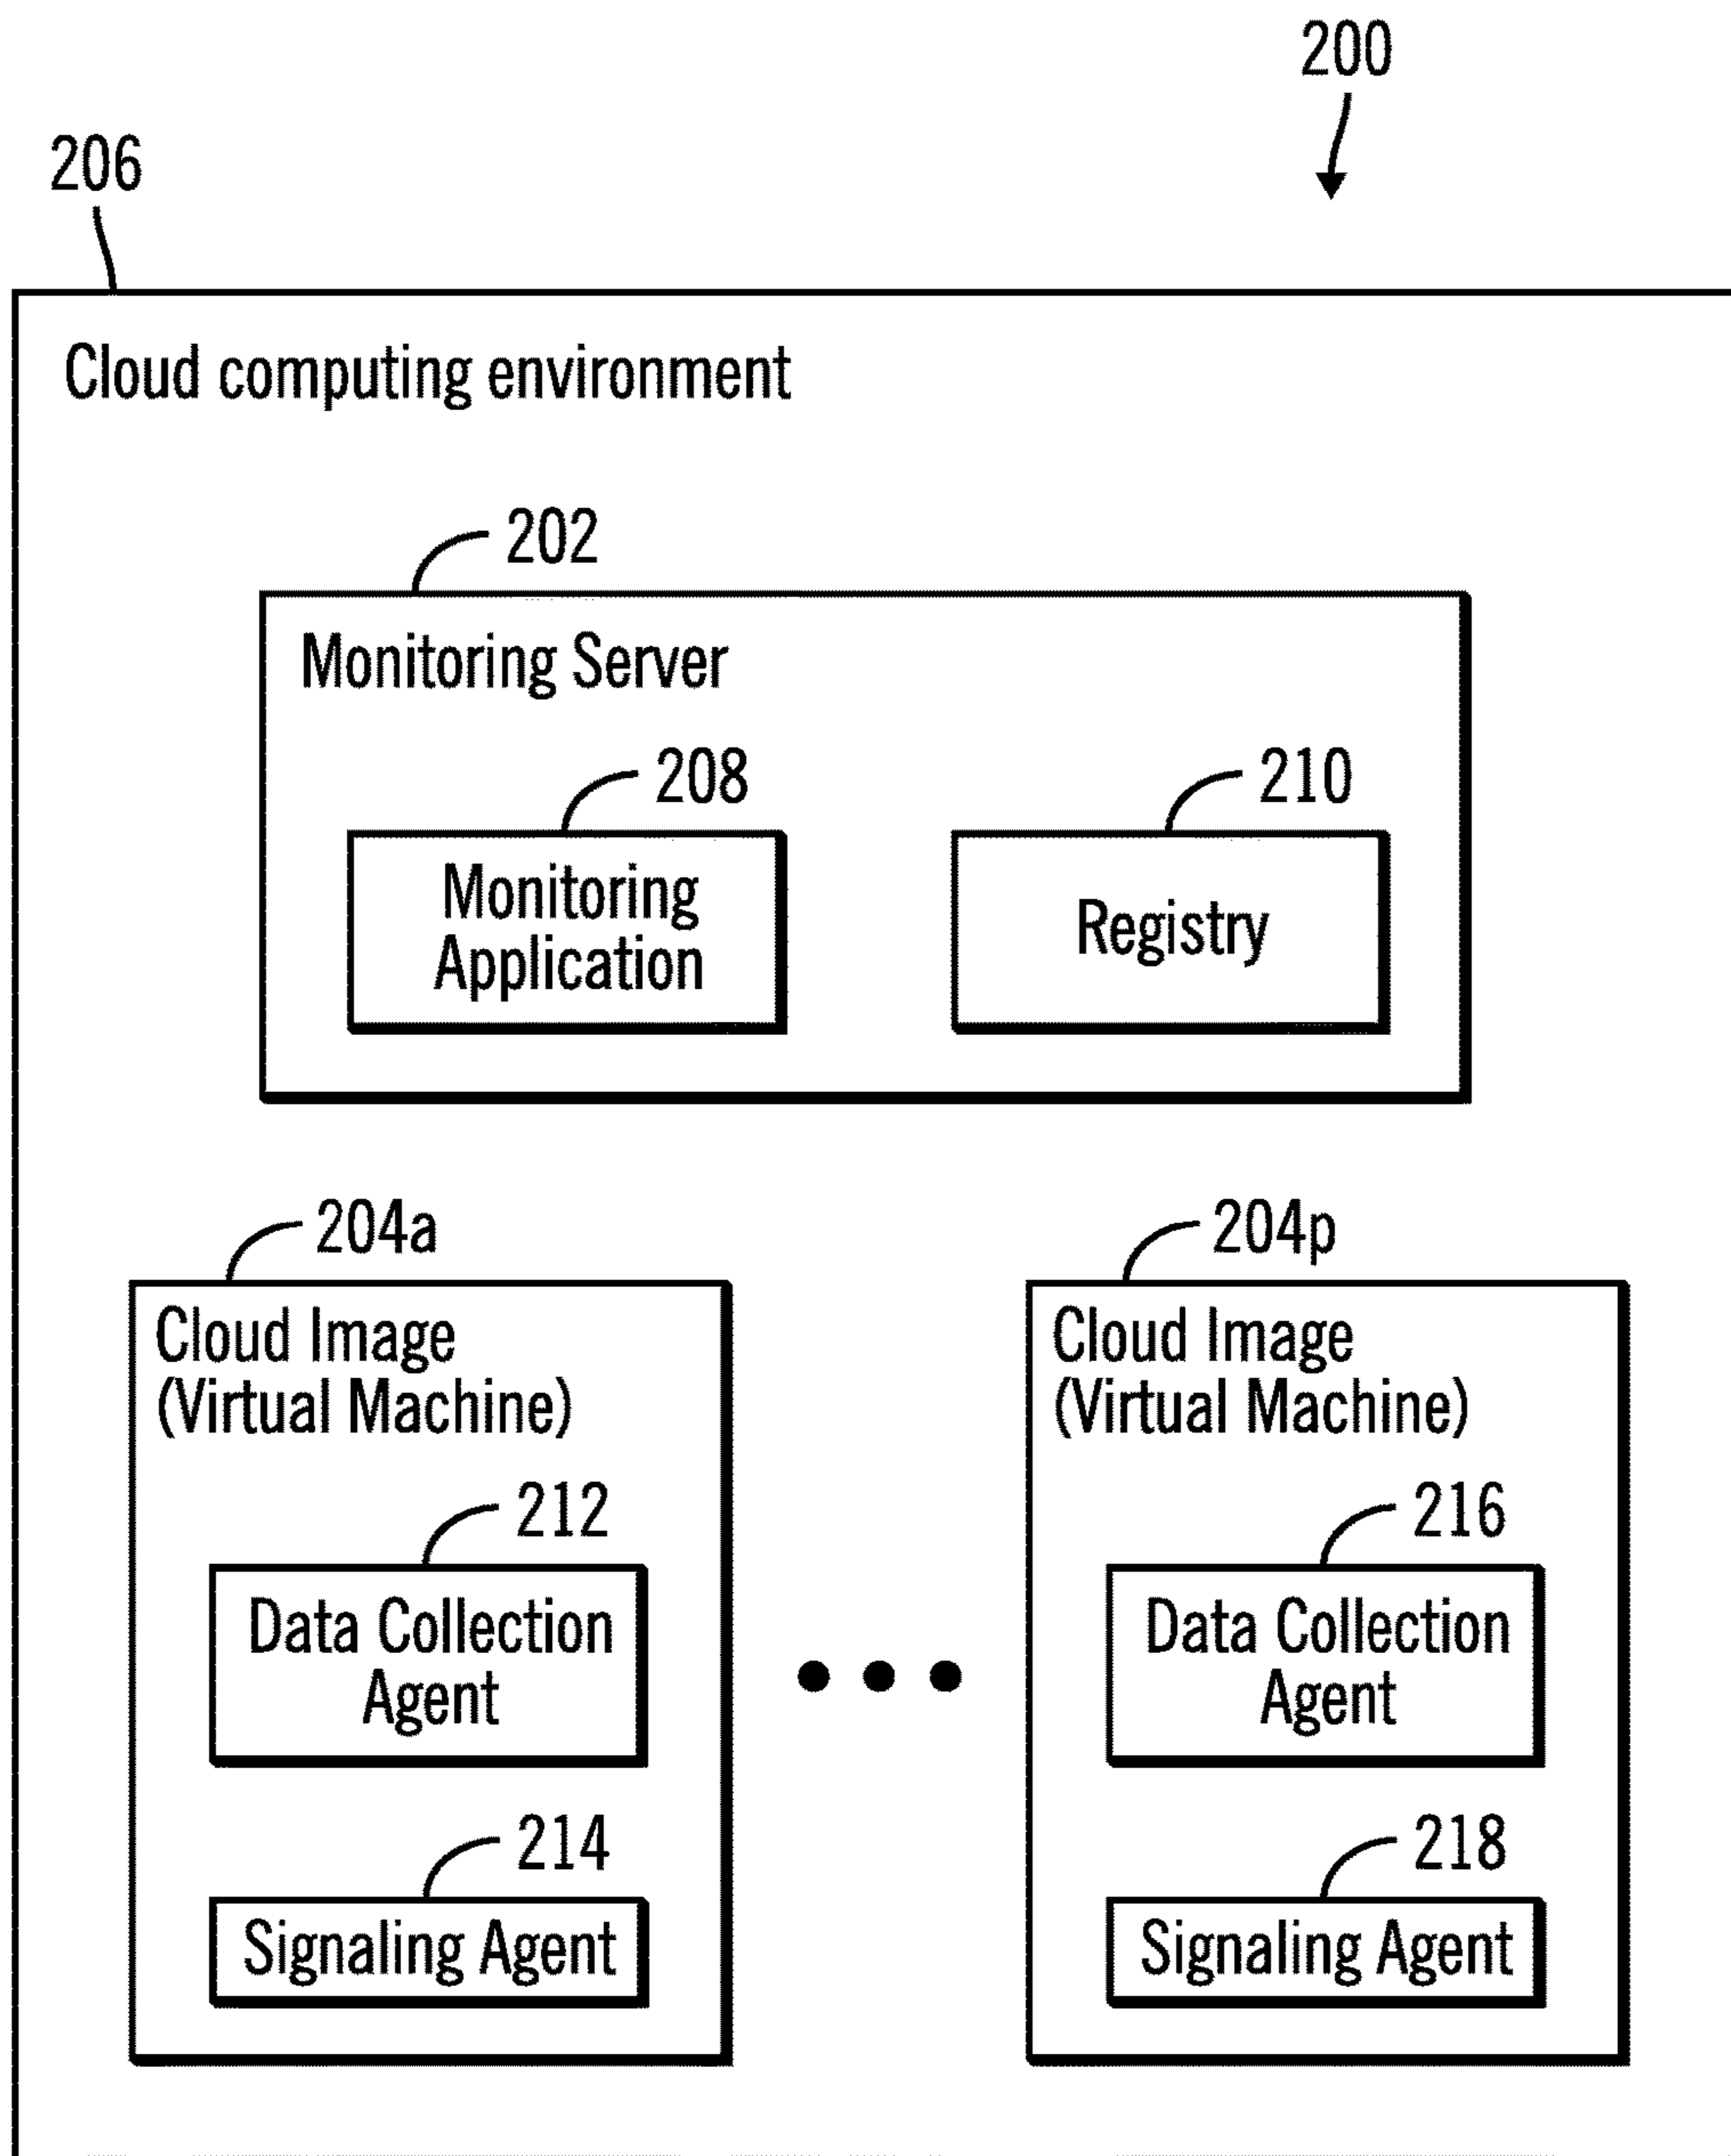 200
206
Cloud computing environment
202
Monitoring Server
208
210
Monitoring
Application
Registry
204a
204p
Cloud Image
(Virtual Machine)
Cloud Image
(Virtual Machine)
212
216
Data Collection
Agent
Data Collection
Agent
214
218
Signaling Agent
Signaling Agent